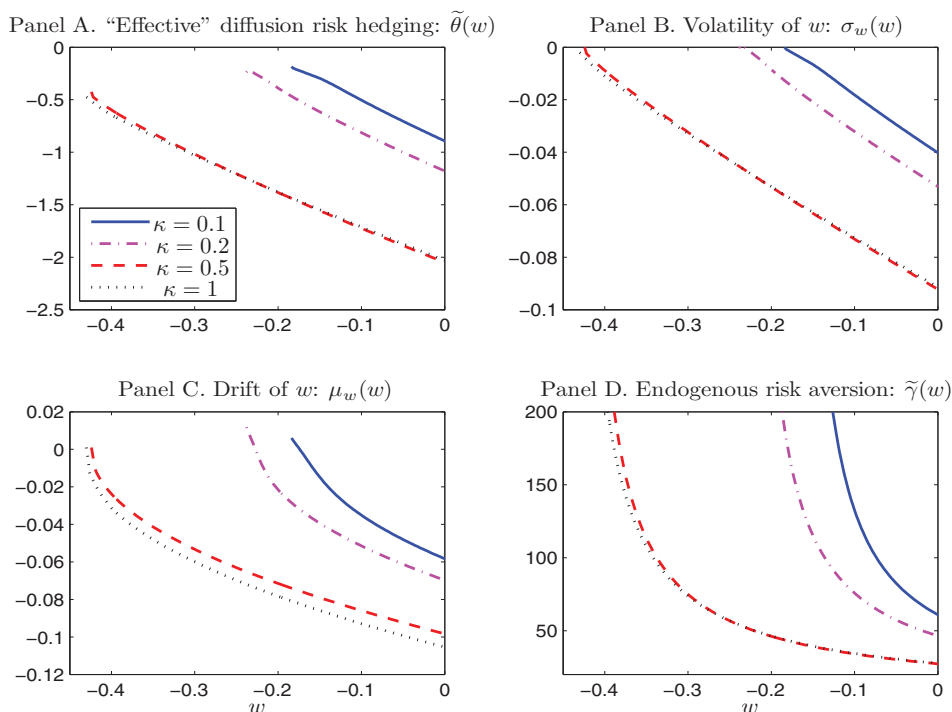 Panel A. “Effective” diffusion risk hedging: θ̃(w)
0
−0.5
−1
−1.5
−2
−2.5
κ = 0.1
κ = 0.2
κ = 0.5
κ = 1
−0.4 −0.3 −0.2 −0.1 0
Panel B. Volatility of w: σw(w)
0
−0.02
−0.04
−0.06
−0.08
−0.1
−0.4 −0.3 −0.2 −0.1 0
Panel C. Drift of w: μw(w)
0.02
0
−0.02
−0.04
−0.06
−0.08
−0.1
−0.12
−0.4 −0.3 −0.2 −0.1 0
w
Panel D. Endogenous risk aversion: γ̃(w)
200
150
100
50
−0.4 −0.3 −0.2 −0.1 0
w